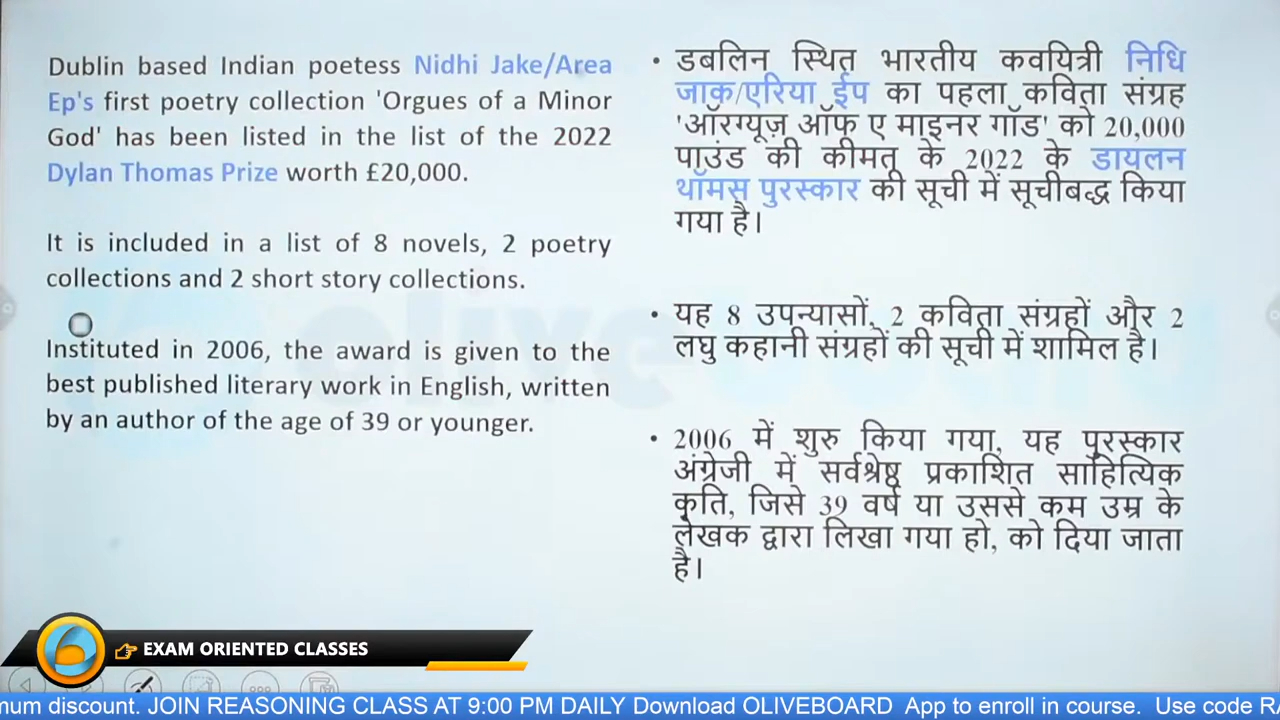 Dublin based Indian poetess Nidhi Jake/Area
Ep's first poetry collection 'Orgues of a Minor
God' has been listed in the list of the 2022
Dylan Thomas Prize worth £20,000.
It is included in a list of 8 novels, 2 poetry
collections and 2 short story collections.
Instituted in 2006, the award is given to the
best published literary work in English, written
by an author of the age of 39 or younger.
• डबलिन स्थित भारतीय कवयित्री निधि
जाक/एरिया ईप का पहला कविता संग्रह
'ऑरग्यूज़ ऑफ ए माइनर गॉड' को 20,000
पाउंड की कीमत के 2022 के डायलन
थॉमस पुरस्कार की सूची में सूचीबद्ध किया
गया है।
• यह 8 उपन्यासों, 2 कविता संग्रहों और 2
लघु कहानी संग्रहों की सूची में शामिल है।
• 2006 में शुरु किया गया, यह पुरस्कार
अंग्रेजी में सर्वश्रेष्ठ प्रकाशित साहित्यिक
कृति, जिसे 39 वर्ष या उससे कम उम्र के
लेखक द्वारा लिखा गया हो, को दिया जाता
है।
EXAM ORIENTED CLASSES
discount. JOIN REASONING CLASS AT 9:00 PM DAILY Download OLIVEBOARD App to enroll in course. Use code